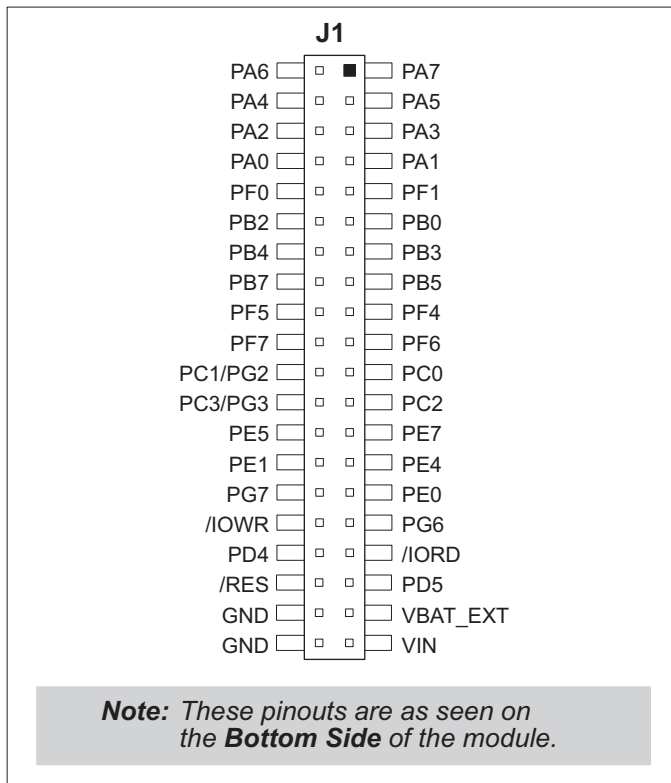 J1
PA6 PA7
PA4 PA5
PA2 PA3
PA0 PA1
PF0 PF1
PB2 PB0
PB4 PB3
PB7 PB5
PF5 PF4
PF7 PF6
PC1/PG2 PC0
PC3/PG3 PC2
PE5 PE7
PE1 PE4
PG7 PE0
/IOWR PG6
PD4 /IORD
/RES PD5
GND VBAT_EXT
GND VIN
Note: These pinouts are as seen on
the Bottom Side of the module.